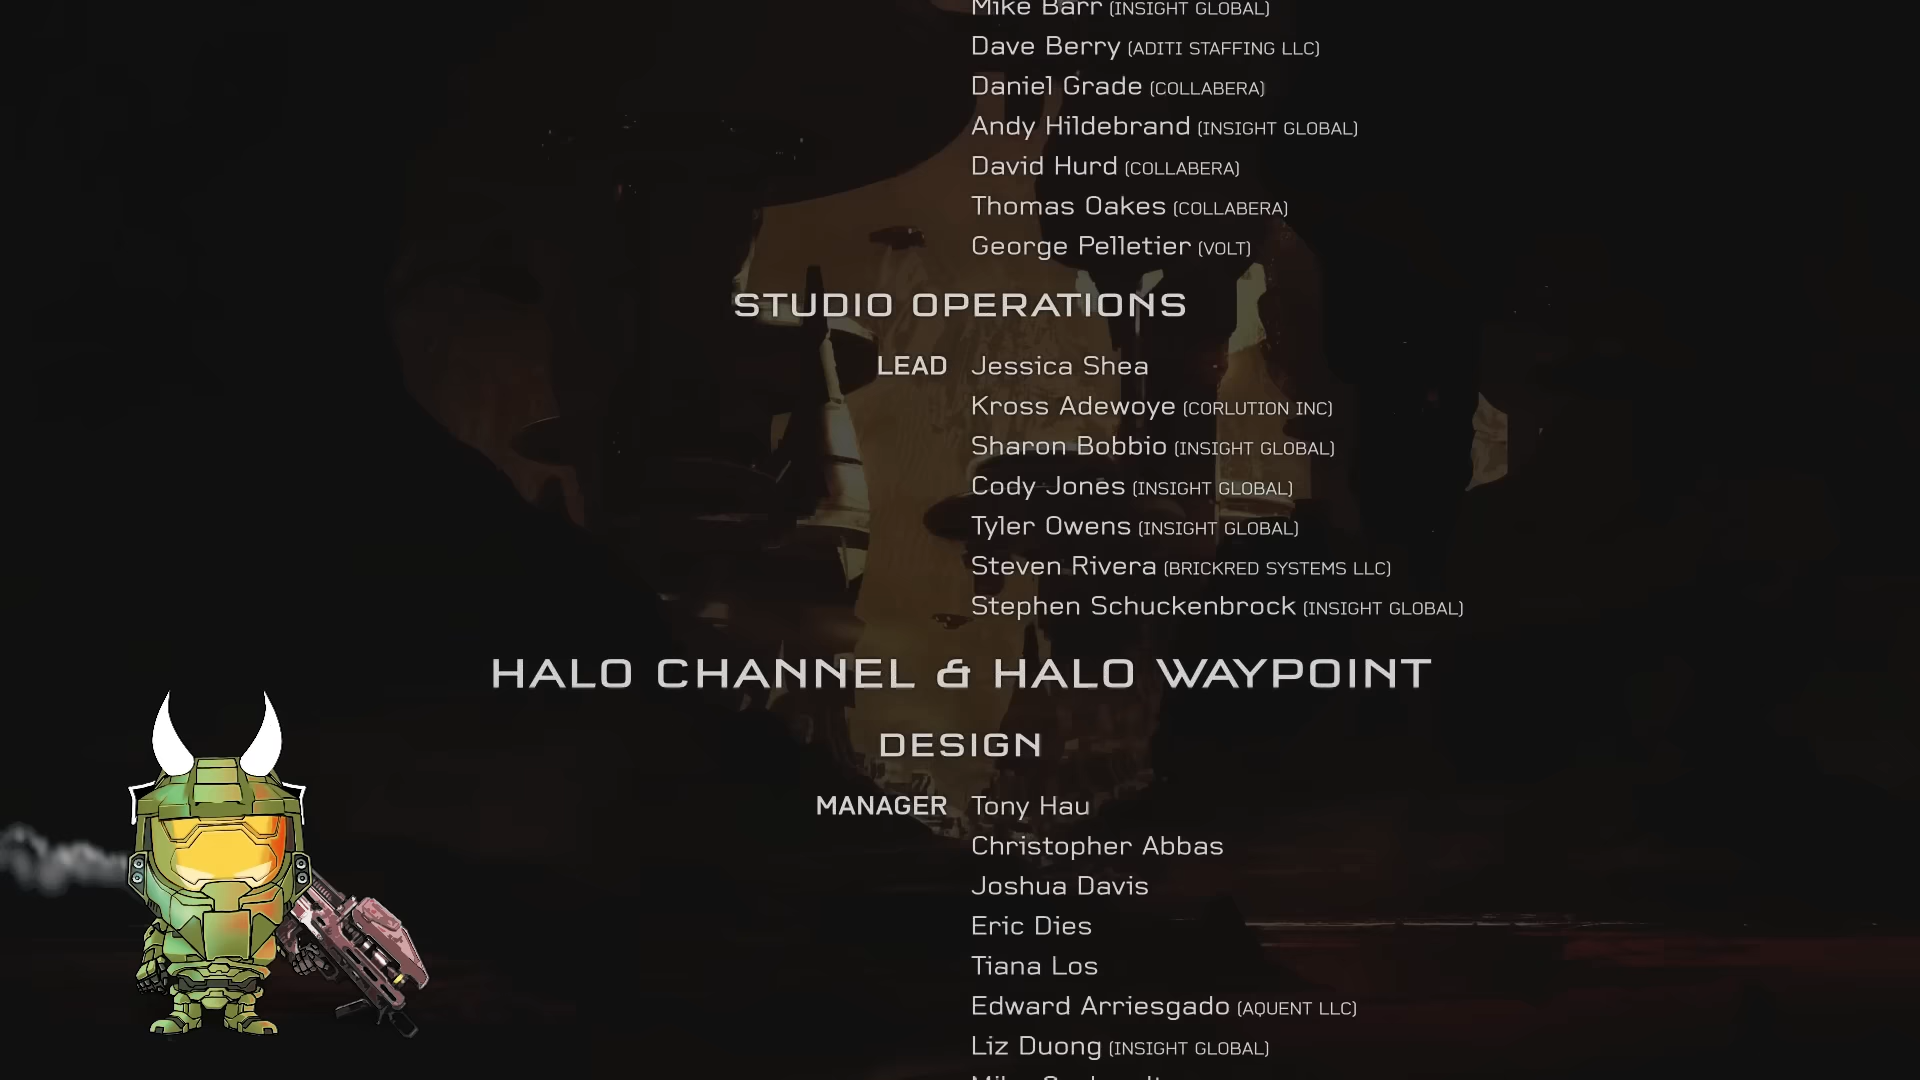 Mike Barr (INSIGHT GLOBAL)
Dave Berry (ADITI STAFFING LLC)
Daniel Grade (COLLABERA)
Andy Hildebrand (INSIGHT GLOBAL)
David Hurd (COLLABERA)
Thomas Oakes (COLLABERA)
George Pelletier (VOLT)
STUDIO OPERATIONS
LEAD Jessica Shea
Kross Adewoye (CORLUTION INC)
Sharon Bobbio (INSIGHT GLOBAL)
Cody Jones (INSIGHT GLOBAL)
Tyler Owens (INSIGHT GLOBAL)
Steven Rivera (BRICKRED SYSTEMS LLC)
Stephen Schuckenbrock (INSIGHT GLOBAL)
HALO CHANNEL & HALO WAYPOINT
DESIGN
MANAGER Tony Hau
Christopher Abbas
Joshua Davis
Eric Dies
Tiana Los
Edward Arriesgado (AQUENT LLC)
Liz Duong (INSIGHT GLOBAL)